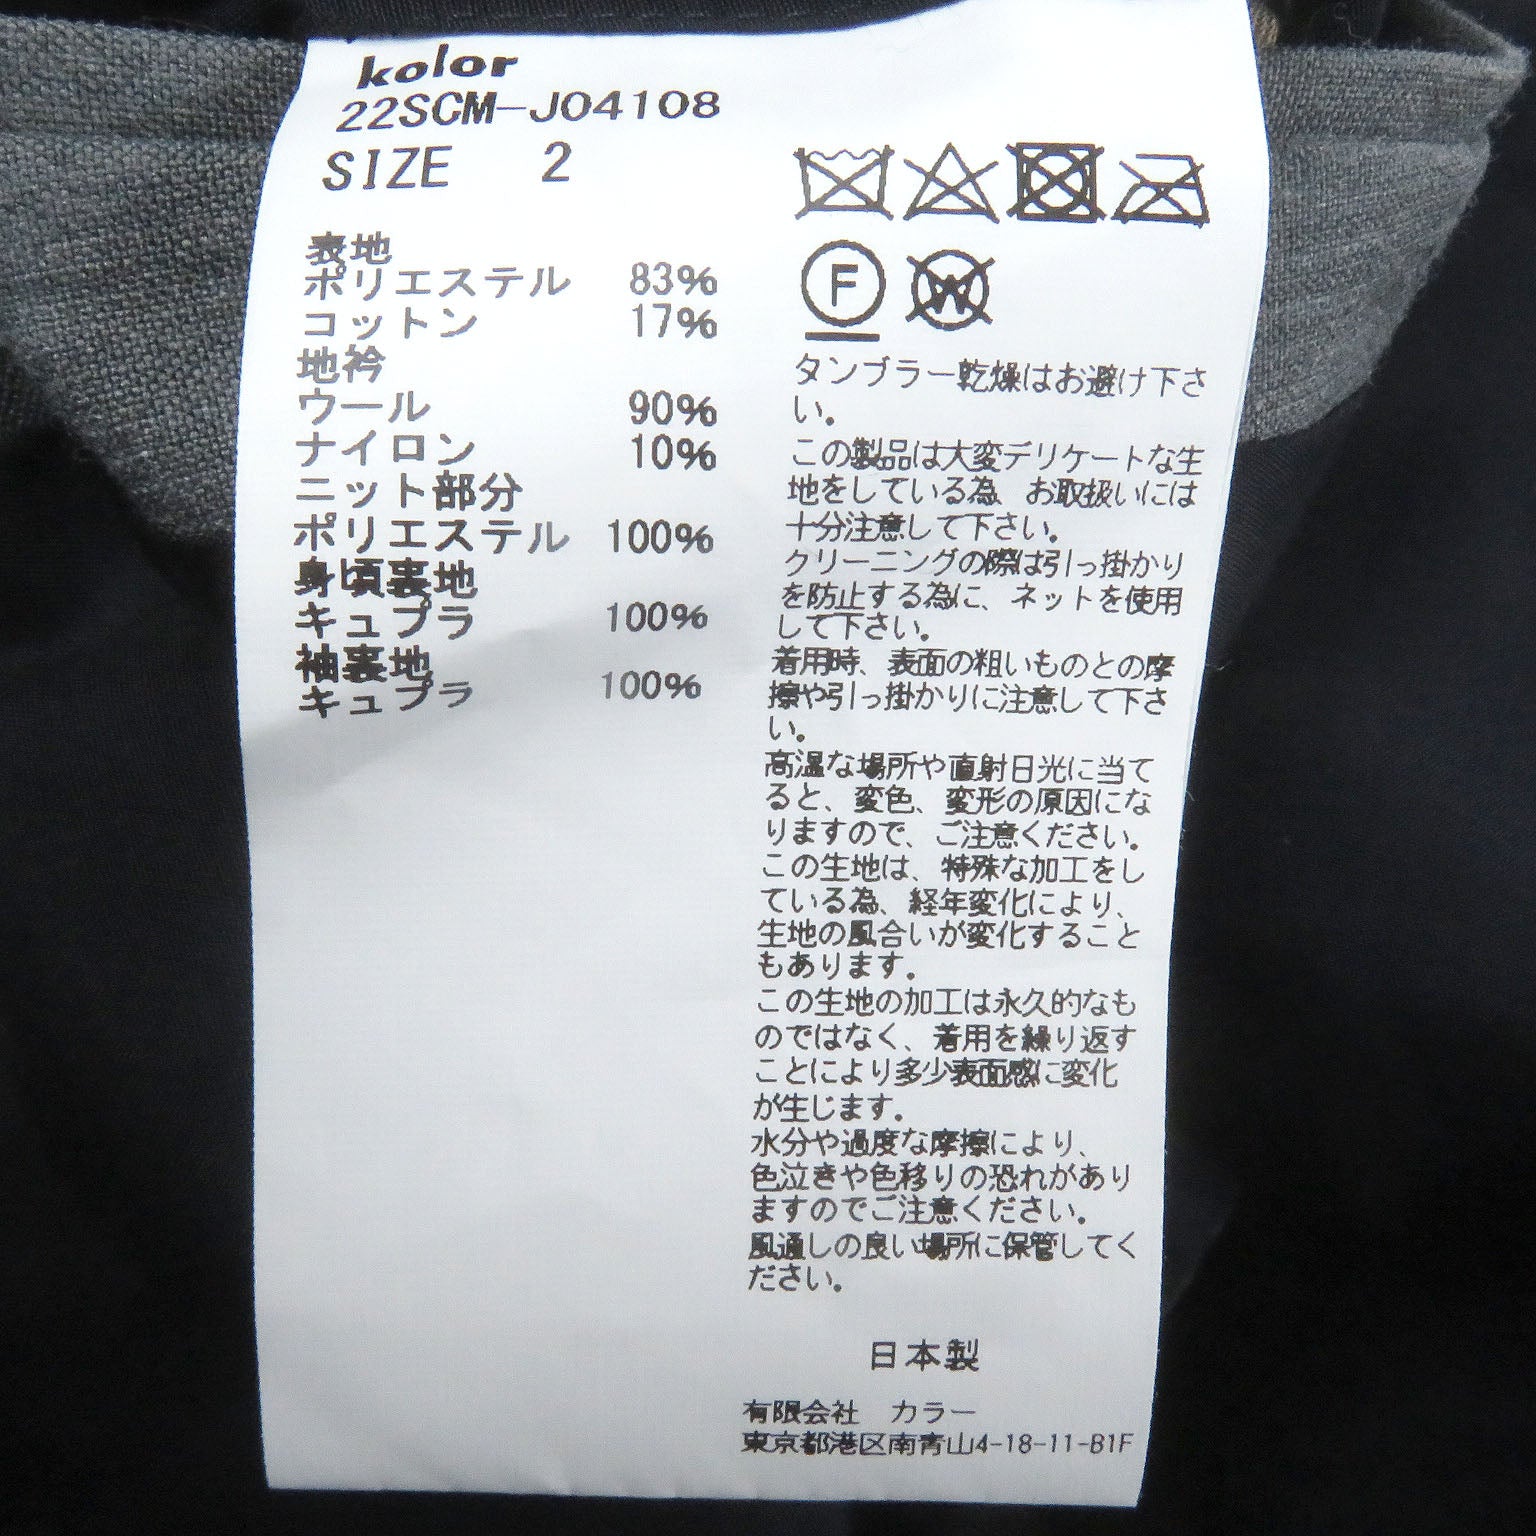 kolor
22SCM-J04108
SIZE 2
表地
ポリエステル 83%
コットン 17%
地衿
ウール 90%
ナイロン 10%
ニット部分
ポリエステル 100%
身頃裏地
キュプラ 100%
袖裏地
キュプラ 100%
F
W
タンブラー乾燥はお避け下さ
い。
この製品は大変デリケートな生
地をしている為、お取扱いには
十分注意して下さい。
クリーニングの際は引っ掛かり
を防止する為に、ネットを使用
して下さい。
着用時、表面の粗いものとの摩
擦や引っ掛かりに注意して下さ
い。
高温な場所や直射日光に当て
ると、変色、変形の原因にな
りますので、ご注意ください。
この生地は、特殊な加工をし
ている為、経年変化により、
生地の風合いが変化すること
もあります。
この生地の加工は永久的なも
のではなく、着用を繰り返す
ことにより多少表面感に変化
が生じます。
水分や過度な摩擦により、
色泣きや色移りの恐れがあり
ますのでご注意ください。
風通しの良い場所に保管してく
ださい。
日本製
有限会社 カラー
東京都港区南青山4-18-11-B1F